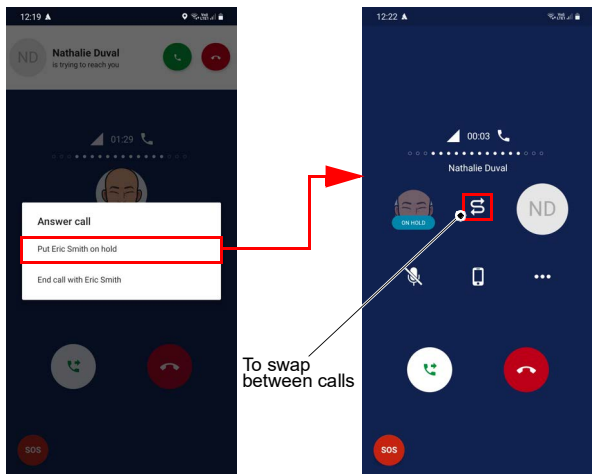 12:19
ND
Nathalie Duval
is trying to reach you
01:29
Answer call
Put Eric Smith on hold
End call with Eric Smith
SOS
To swap
between calls
12:22
00:03
Nathalie Duval
ON HOLD
ND
SOS